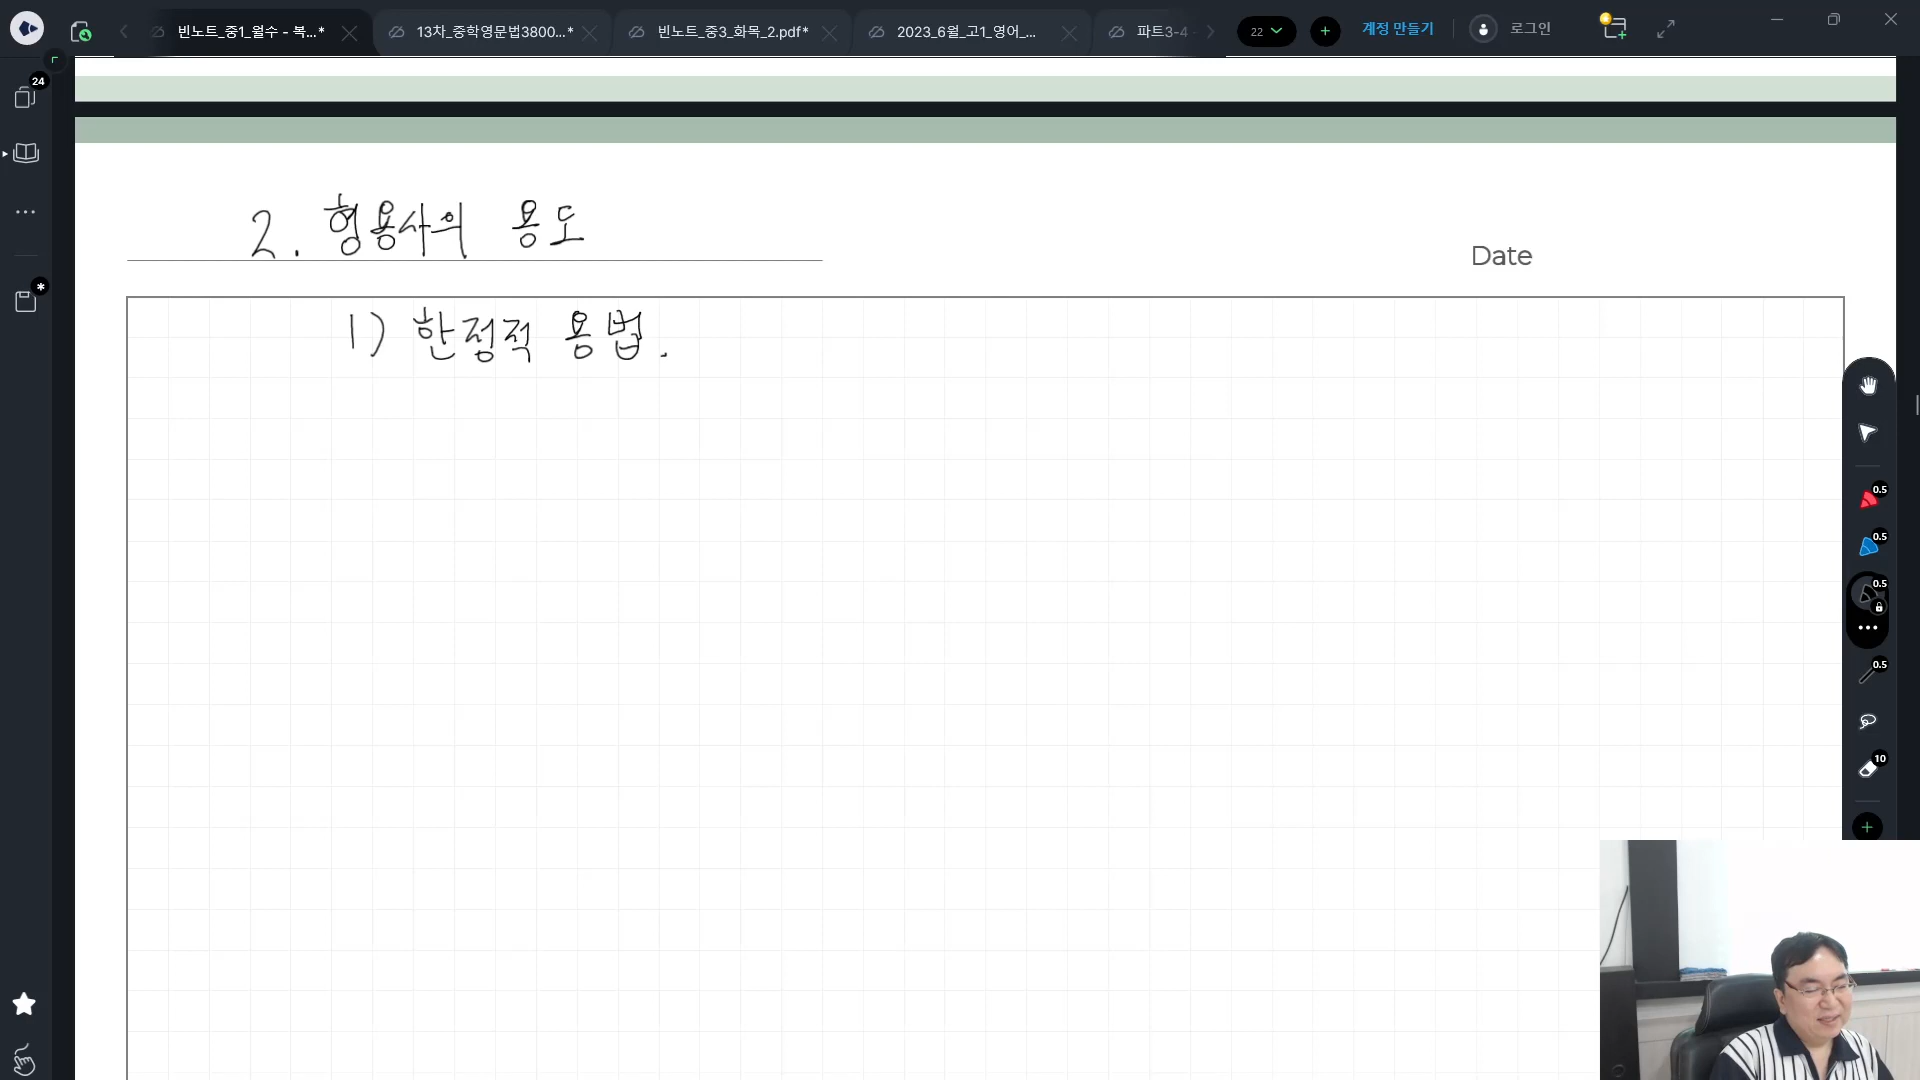 빈노트_중1_월수 - 복...*
13차_중학영문법3800...*
빈노트_중3_화목_2.pdf*
2023_6월_고1_영어_...
파트3-4 -
22
계정 만들기
로그인
24
2. 형용사의 용도
Date
1) 한정적 용법.
0.5
0.5
0.5
0.5
10